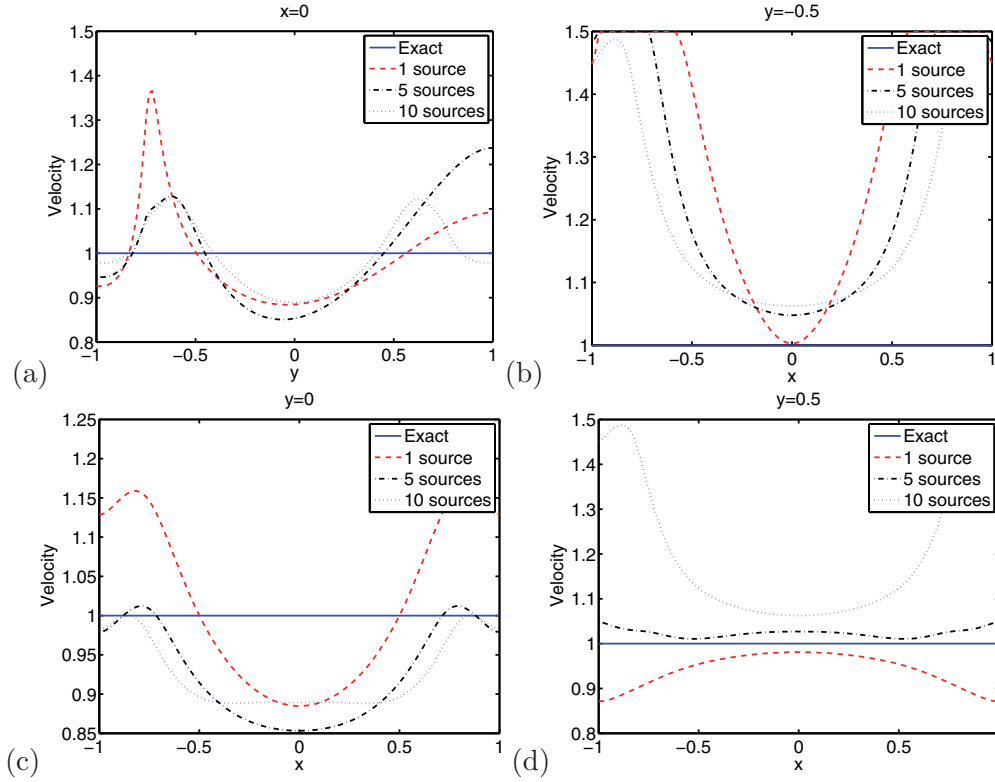 x=0
1.5
1.4
1.3
1.2
1.1
1
0.9
0.8
Velocity
−1
−0.5
0
0.5
1
y
Exact
1 source
5 sources
10 sources
(a)
y=−0.5
1.5
1.4
1.3
1.2
1.1
1
Velocity
−1
−0.5
0
0.5
1
x
Exact
1 source
5 sources
10 sources
(b)
y=0
1.25
1.2
1.15
1.1
1.05
1
0.95
0.9
0.85
Velocity
−1
−0.5
0
0.5
1
x
Exact
1 source
5 sources
10 sources
(c)
y=0.5
1.5
1.4
1.3
1.2
1.1
1
0.9
0.8
Velocity
−1
−0.5
0
0.5
1
x
Exact
1 source
5 sources
10 sources
(d)